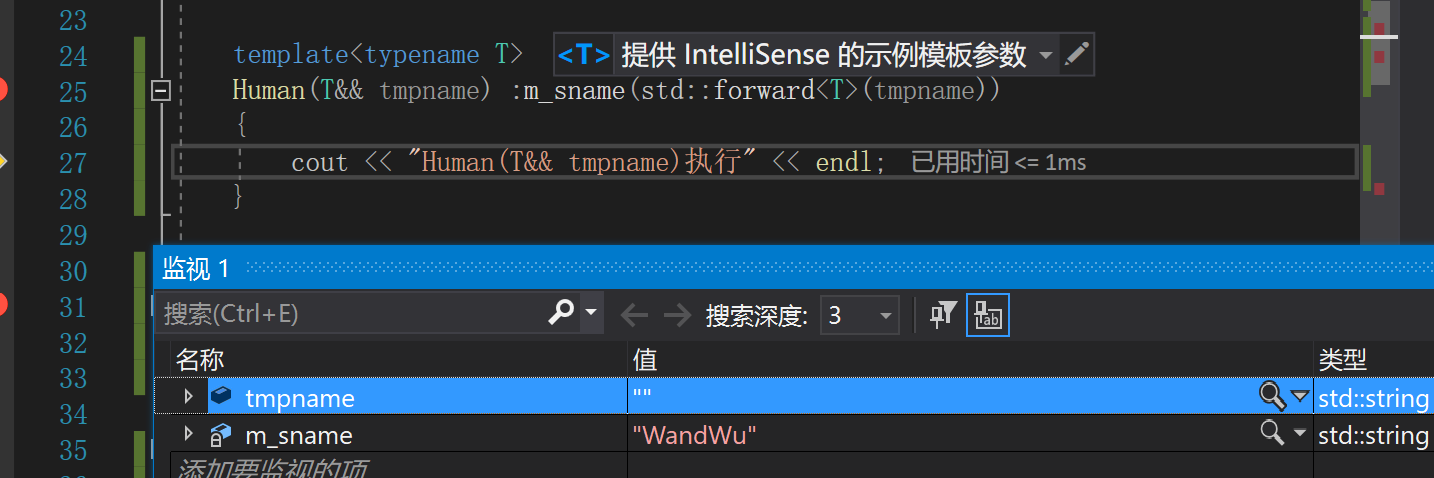 23
24 template<typename T> <T> 提供 IntelliSense 的示例模板参数
25 Human(T&& tmpname) :m_sname(std::forward<T>(tmpname))
26 {
27 cout << "Human(T&& tmpname)执行" << endl; 已用时间 <= 1ms
28 }
29
30 监视 1
31 搜索(Ctrl+E) 搜索深度: 3
32
33 名称 值 类型
34 tmpname "" std::string
35 m_sname "WandWu" std::string
添加要监视的项